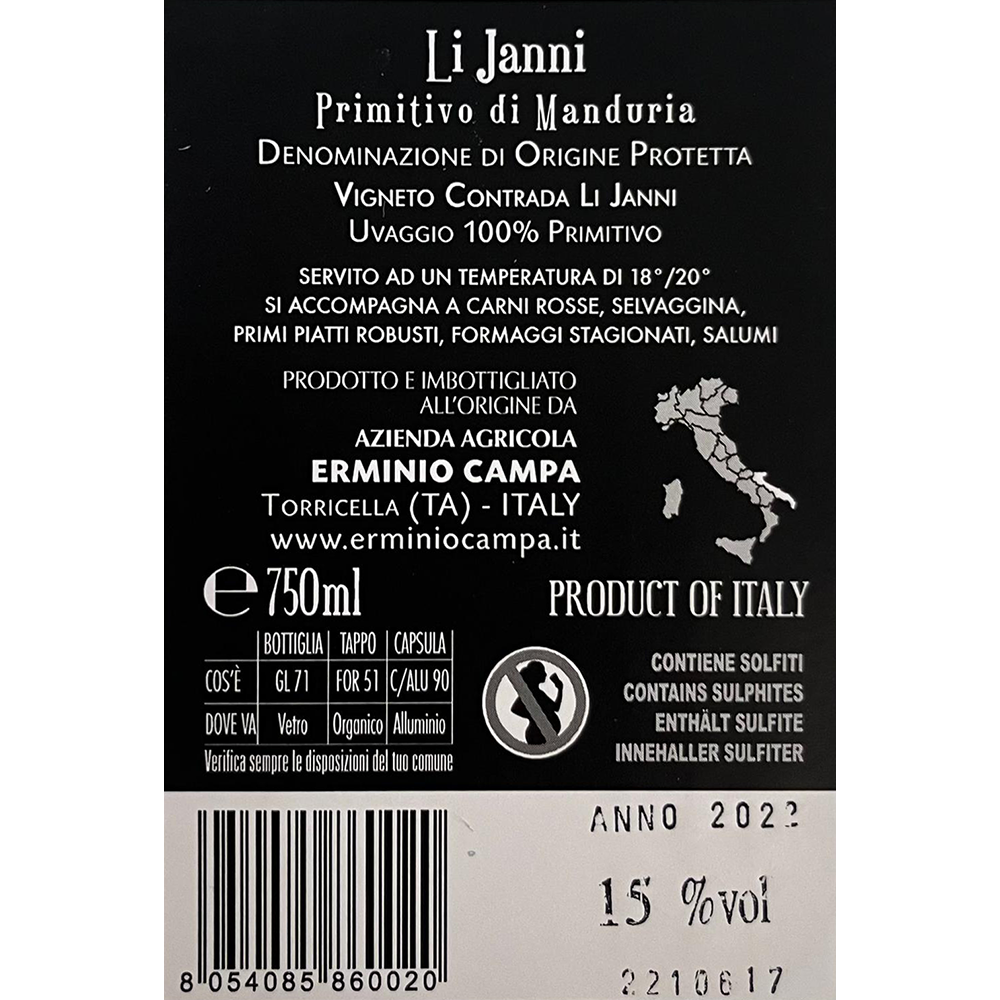 Li Janni
Primitivo di Manduria
DENOMINAZIONE DI ORIGINE PROTETTA
VIGNETO CONTRADA LI JANNI
UVAGGIO 100% PRIMITIVO
SERVITO AD UN TEMPERATURA DI 18°/20°
SI ACCOMPAGNA A CARNI ROSSE, SELVAGGINA,
PRIMI PIATTI ROBUSTI, FORMAGGI STAGIONATI, SALUMI
PRODOTTO E IMBOTTIGLIATO
ALL'ORIGINE DA
AZIENDA AGRICOLA
ERMINIO CAMPA
TORRICELLA (TA) - ITALY
www.erminiocampa.it
℮ 750ml
PRODUCT OF ITALY
BOTTIGLIA TAPPO CAPSULA
COS'È GL 71 FOR 51 C/ALU 90
DOVE VA Vetro Organico Alluminio
Verifica sempre le disposizioni del tuo comune
CONTIENE SOLFITI
CONTAINS SULPHITES
ENTHÄLT SULFITE
INNEHALLER SULFITER
ANNO 2022
15 %vol
8 054085 860020
2210617